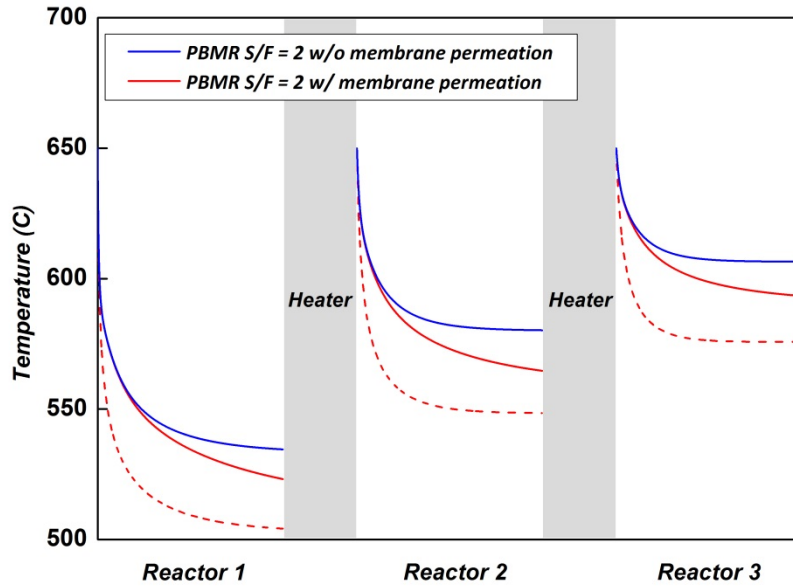 700
PBMR S/F = 2 w/o membrane permeation
PBMR S/F = 2 w/ membrane permeation
650
600
550
500
Temperature (C)
Heater
Heater
Reactor 1
Reactor 2
Reactor 3